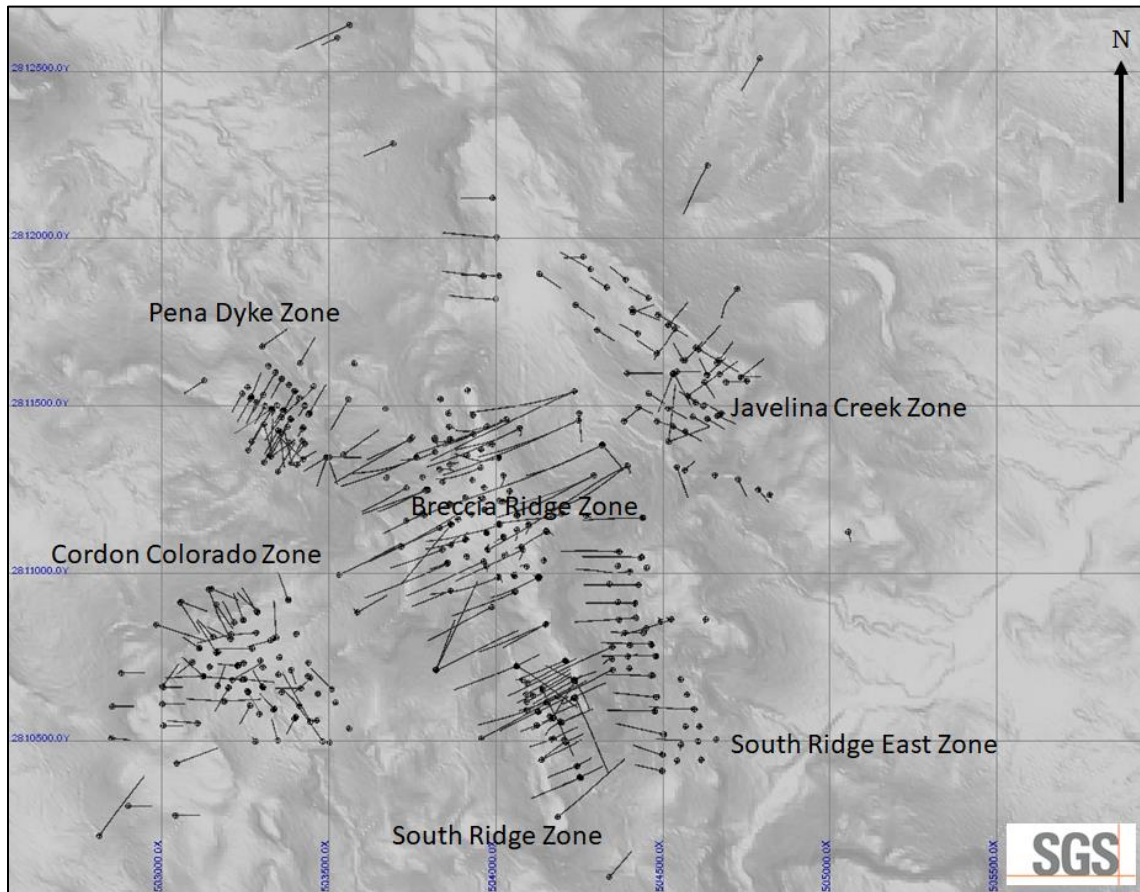 N
2812500.0Y
2812000.0Y
Pena Dyke Zone
2811500.0Y
Javelina Creek Zone
Breccia Ridge Zone
Cordon Colorado Zone
2811000.0Y
2810500.0Y
South Ridge East Zone
South Ridge Zone
503000.0X
503500.0X
504000.0X
504500.0X
505000.0X
505500.0X
SGS